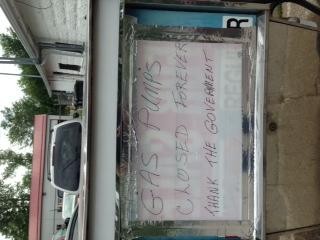 GAS PUMPS
CLOSED FOREVER
THANK THE GOVERMENT
R